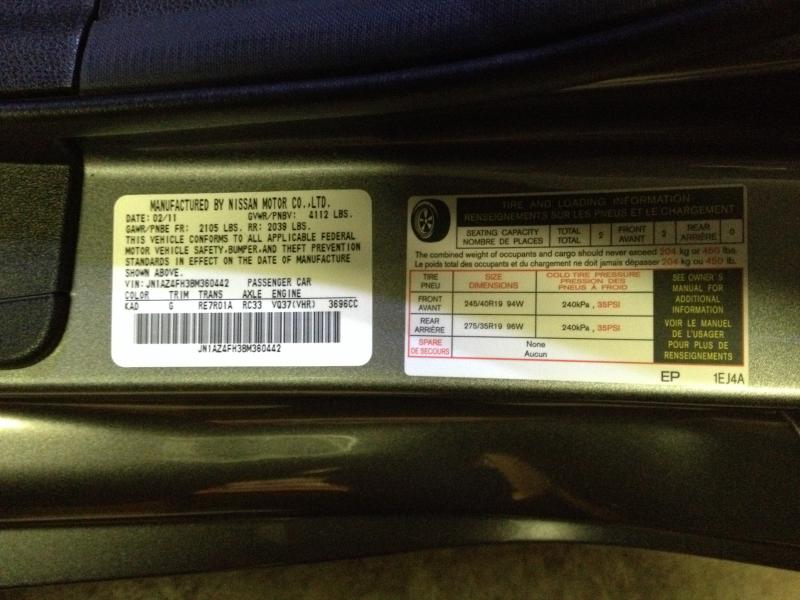 MANUFACTURED BY NISSAN MOTOR CO.,LTD.
DATE: 02/11 GVWR/PNBV: 4112 LBS.
GAWR/PNBE FR: 2105 LBS. RR: 2039 LBS.
THIS VEHICLE CONFORMS TO ALL APPLICABLE FEDERAL
MOTOR VEHICLE SAFETY,BUMPER,AND THEFT PREVENTION
STANDARDS IN EFFECT ON THE DATE OF MANUFACTURE
SHOWN ABOVE.
VIN: JN1AZ4FH3BM360442 PASSENGER CAR
COLOR TRIM TRANS AXLE ENGINE
KAD G RE7R01A RC33 VQ37(VHR) 3696CC
JN1AZ4FH3BM360442
TIRE AND LOADING INFORMATION
RENSEIGNEMENTS SUR LES PNEUS ET LE CHARGEMENT
SEATING CAPACITY TOTAL 2 FRONT 2 REAR 0
NOMBRE DE PLACES TOTAL AVANT ARRIÈRE
The combined weight of occupants and cargo should never exceed 204 kg or 450 lbs.
Le poids total des occupants et du chargement ne doit jamais dépasser 204 kg ou 450 lb.
TIRE SIZE COLD TIRE PRESSURE
PNEU DIMENSIONS PRESSION DES PNEUS A FROID
FRONT AVANT 245/40R19 94W 240kPa , 35PSI
REAR ARRIÈRE 275/35R19 96W 240kPa , 35PSI
SPARE None
DE SECOURS Aucun
SEE OWNER'S
MANUAL FOR
ADDITIONAL
INFORMATION
VOIR LE MANUEL
DE L'USAGER
POUR PLUS DE
RENSEIGNEMENTS
EP 1EJ4A